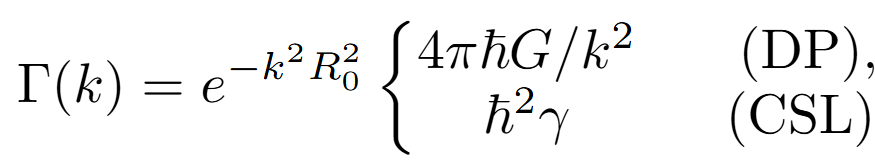 Γ(k) = e^{-k^2 R_0^2} { 4πℏG/k^2 (DP),
ℏ^2 γ (CSL)